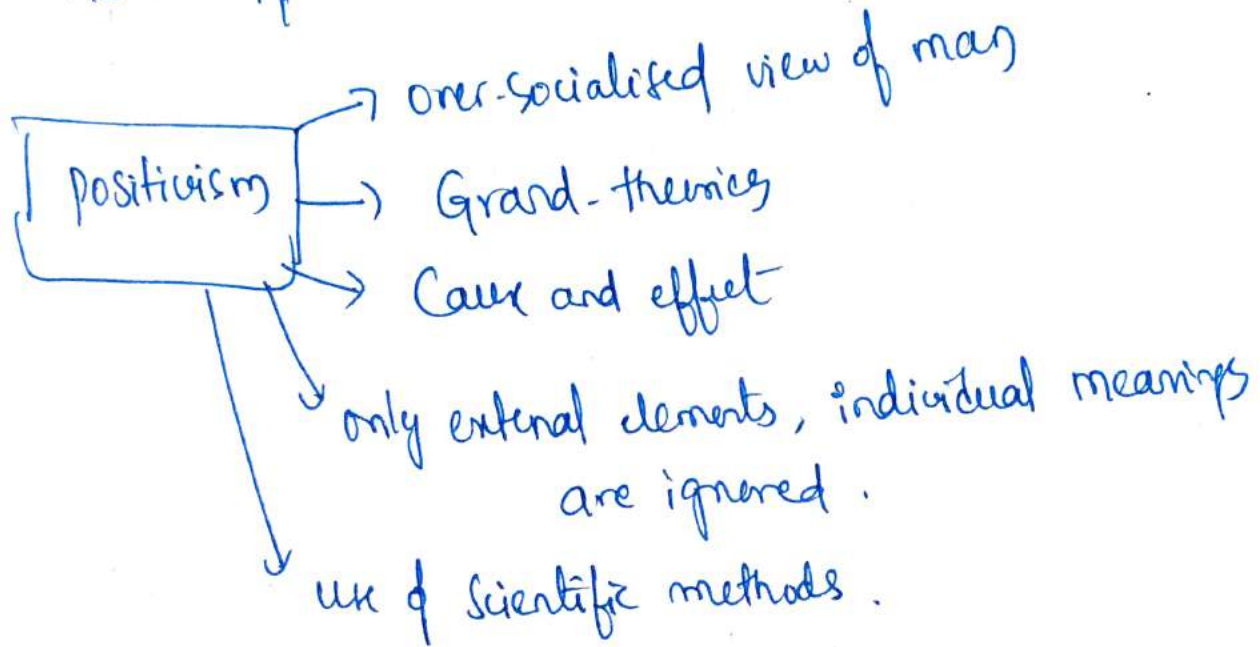 over-socialised view of man
positivism
Grand-theories
Cause and effect
only external elements, individual meanings
are ignored.
use of scientific methods.